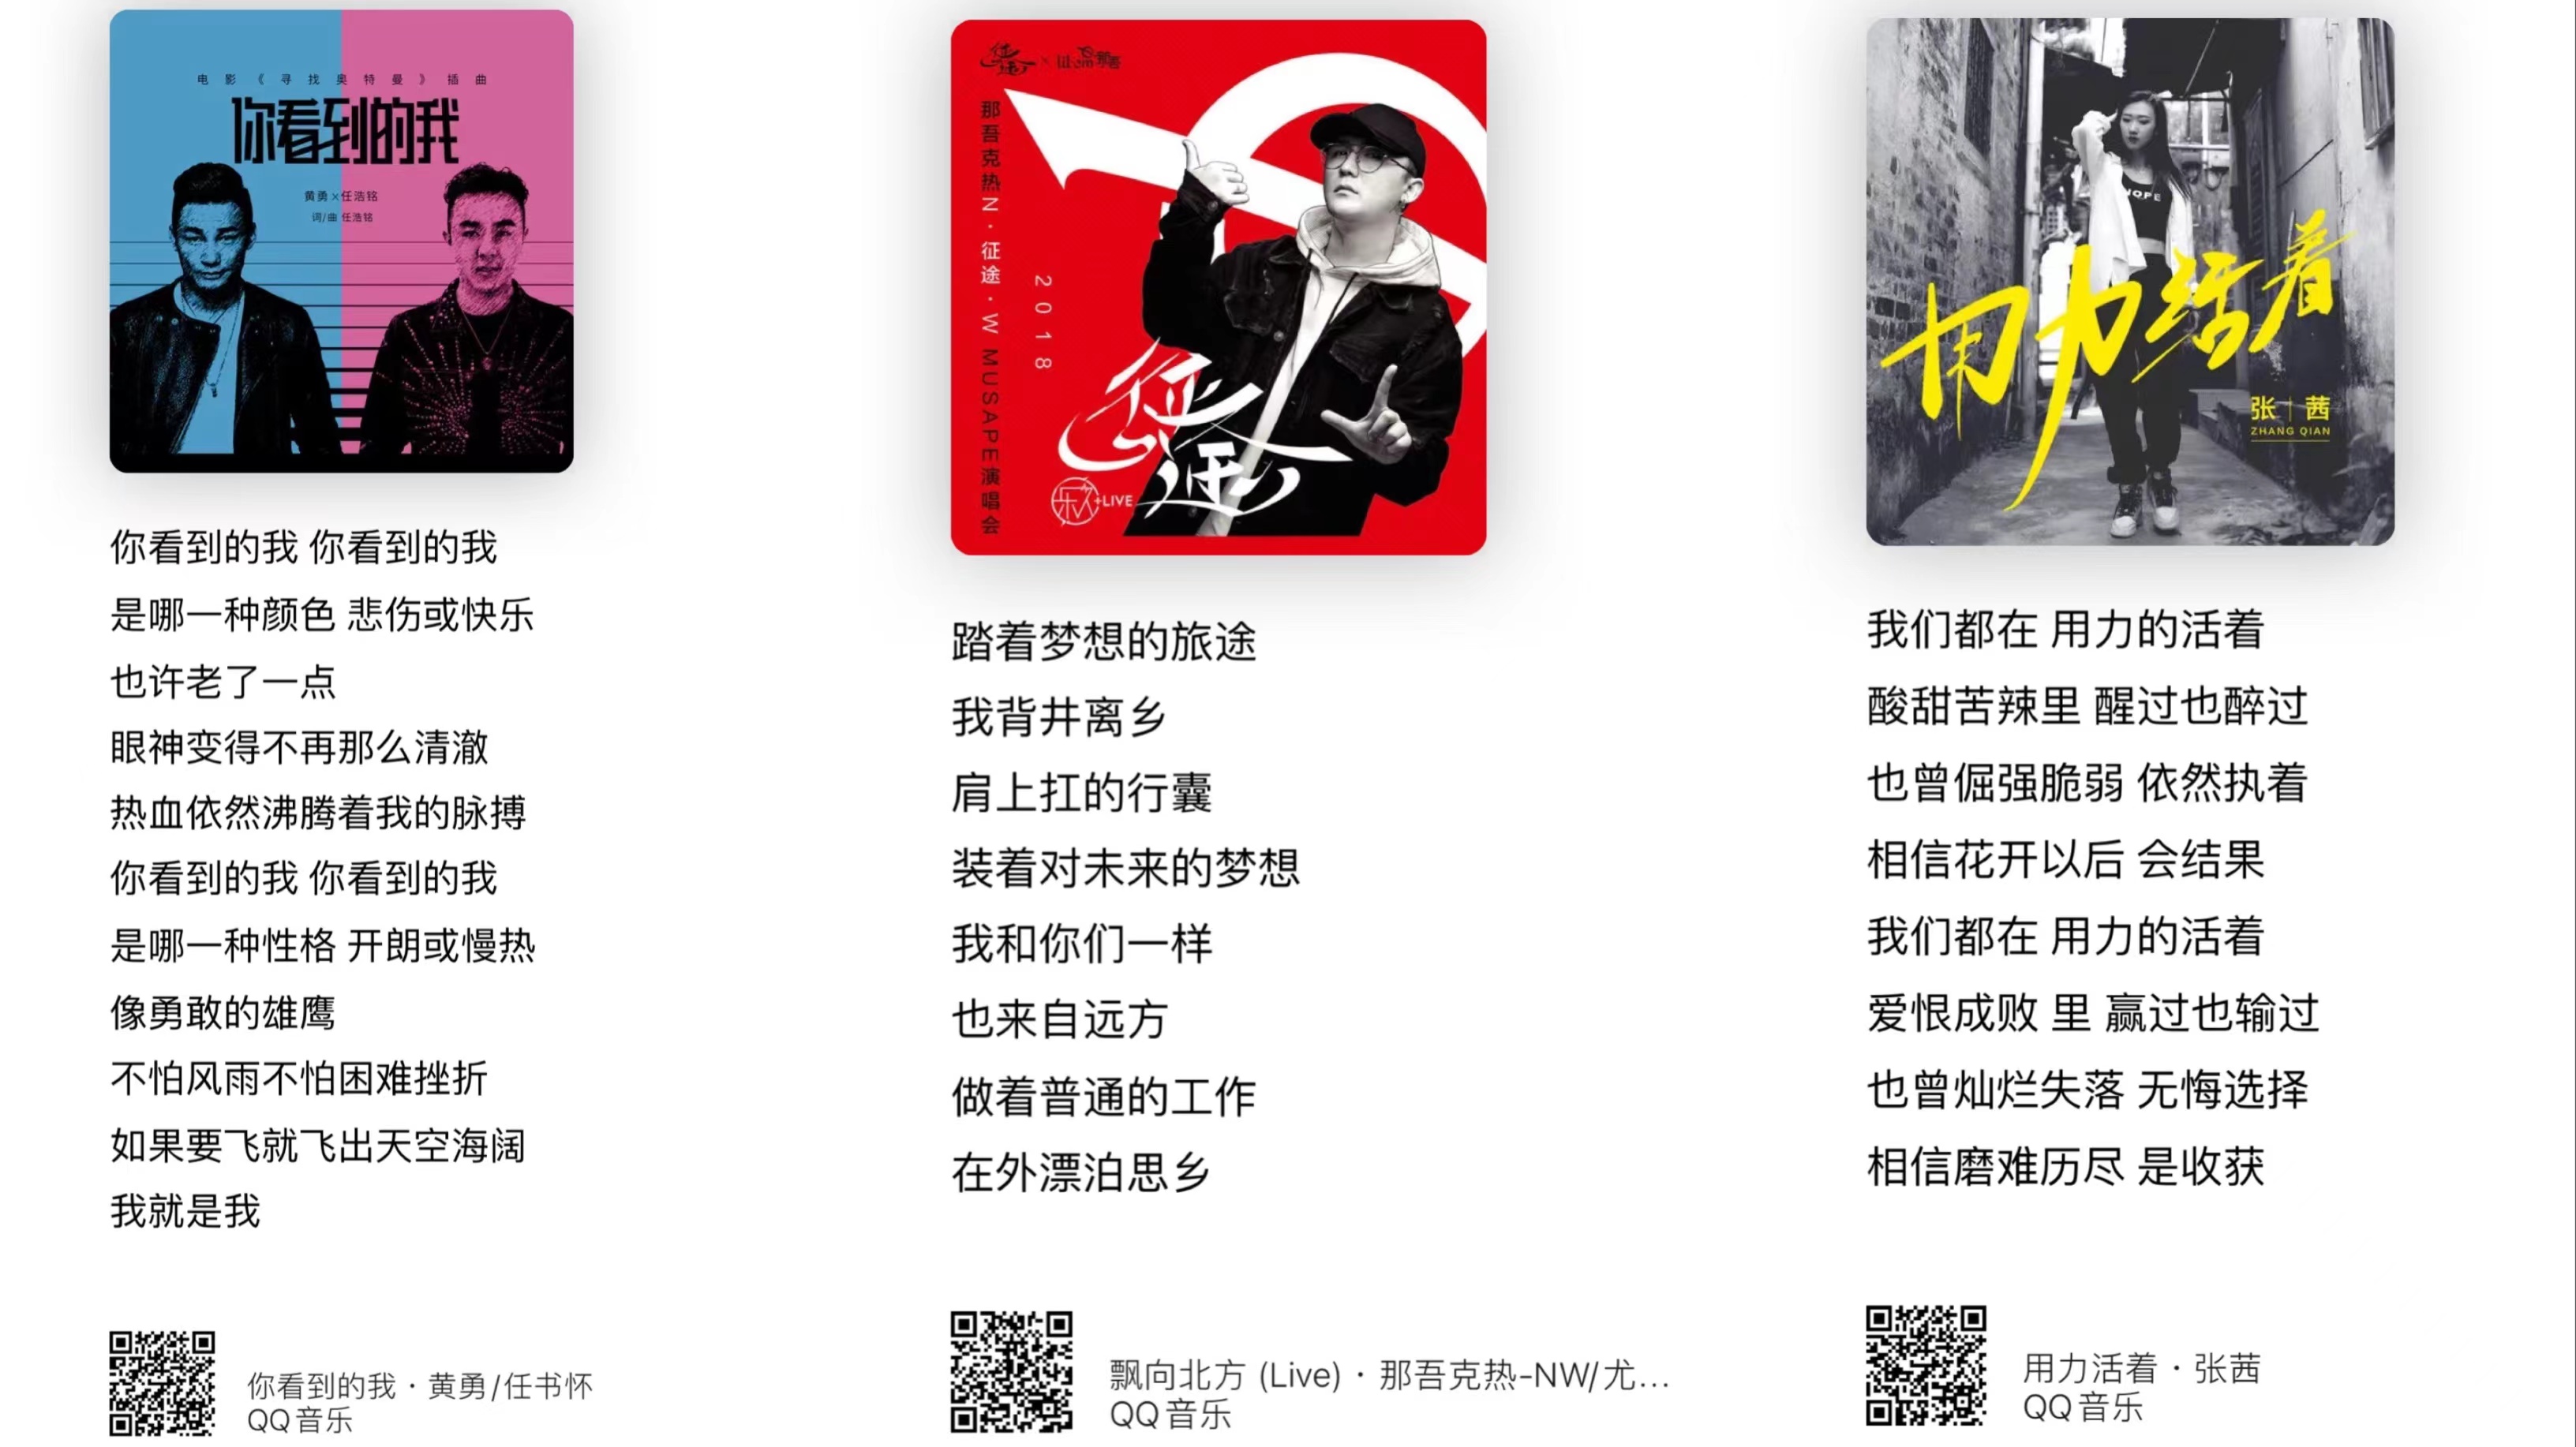 电影《寻找奥特曼》插曲
你看到的我
黄勇×任浩铭
词/曲 任浩铭
你看到的我 你看到的我
是哪一种颜色 悲伤或快乐
也许老了一点
眼神变得不再那么清澈
热血依然沸腾着我的脉搏
你看到的我 你看到的我
是哪一种性格 开朗或慢热
像勇敢的雄鹰
不怕风雨不怕困难挫折
如果要飞就飞出天空海阔
我就是我
你看到的我 · 黄勇/任书怀
QQ音乐
征途 ×
那吾克热N·征途·W MUSAPE演唱会
2018
征途
+LIVE
踏着梦想的旅途
我背井离乡
肩上扛的行囊
装着对未来的梦想
我和你们一样
也来自远方
做着普通的工作
在外漂泊思乡
飘向北方 (Live) · 那吾克热-NW/尤...
QQ音乐
用力活着
张茜
ZHANG QIAN
我们都在 用力的活着
酸甜苦辣里 醒过也醉过
也曾倔强脆弱 依然执着
相信花开以后 会结果
我们都在 用力的活着
爱恨成败 里 赢过也输过
也曾灿烂失落 无悔选择
相信磨难历尽 是收获
用力活着 · 张茜
QQ音乐